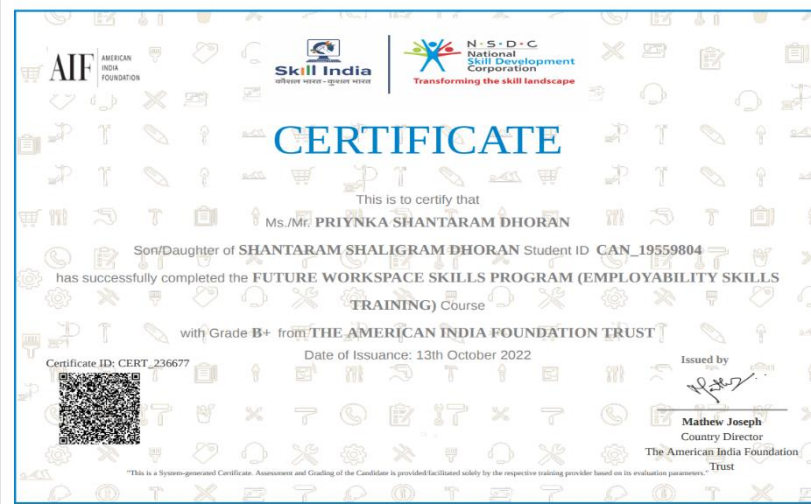 AIF AMERICAN INDIA FOUNDATION
Skill India
कौशल भारत - कुशल भारत
N·S·D·C
National
Skill Development
Corporation
Transforming the skill landscape
CERTIFICATE
This is to certify that
Ms./Mr. PRIYNKA SHANTARAM DHORAN
Son/Daughter of SHANTARAM SHALIGRAM DHORAN Student ID CAN_19559804
has successfully completed the FUTURE WORKSPACE SKILLS PROGRAM (EMPLOYABILITY SKILLS
TRAINING) Course
with Grade B+ from THE AMERICAN INDIA FOUNDATION TRUST
Date of Issuance: 13th October 2022
Certificate ID: CERT_236677
Issued by
Mathew Joseph
Country Director
The American India Foundation
Trust
"This is a System-generated Certificate. Assessment and Grading of the Candidate is provided/facilitated solely by the respective training provider based on its evaluation parameters."